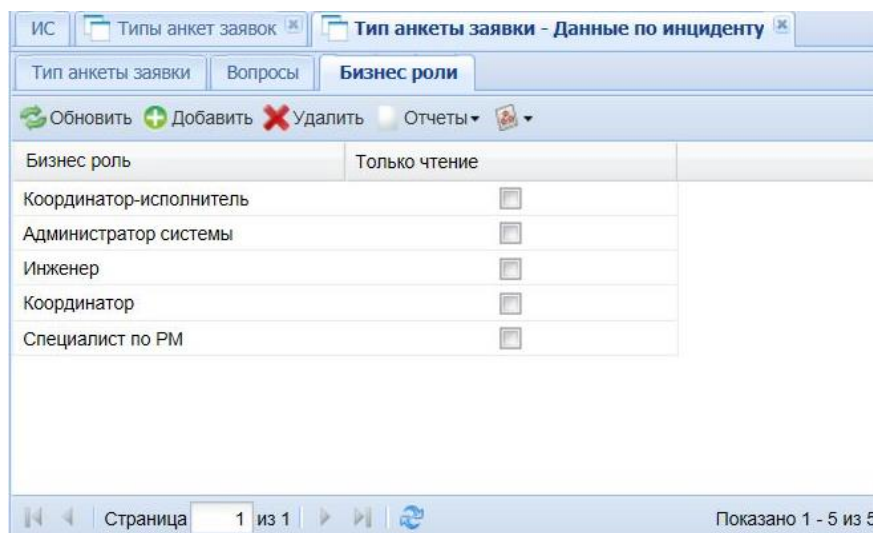 ИС Типы анкет заявок Тип анкеты заявки - Данные по инциденту
Тип анкеты заявки Вопросы Бизнес роли
Обновить Добавить Удалить Отчеты
Бизнес роль Только чтение
Координатор-исполнитель
Администратор системы
Инженер
Координатор
Специалист по РМ
Страница 1 из 1 Показано 1 - 5 из 5